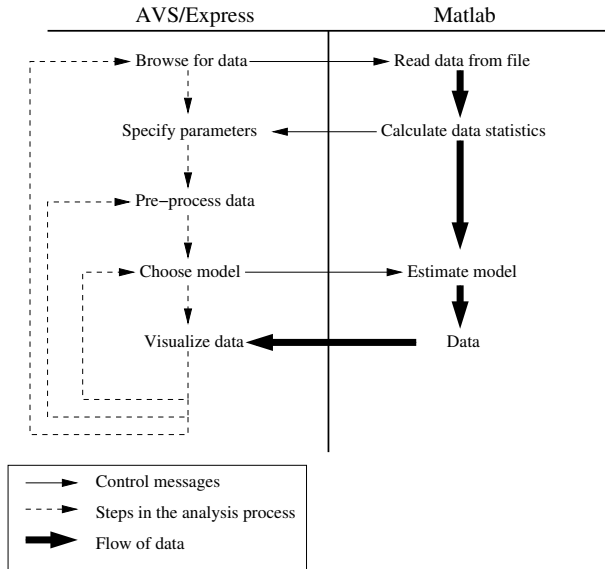 AVS/Express Matlab
Browse for data Read data from file
Specify parameters Calculate data statistics
Pre−process data
Choose model Estimate model
Visualize data Data
Control messages
Steps in the analysis process
Flow of data